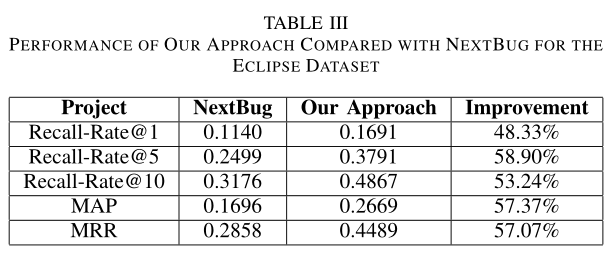 TABLE III
PERFORMANCE OF OUR APPROACH COMPARED WITH NEXTBUG FOR THE
ECLIPSE DATASET
Project NextBug Our Approach Improvement
Recall-Rate@1 0.1140 0.1691 48.33%
Recall-Rate@5 0.2499 0.3791 58.90%
Recall-Rate@10 0.3176 0.4867 53.24%
MAP 0.1696 0.2669 57.37%
MRR 0.2858 0.4489 57.07%